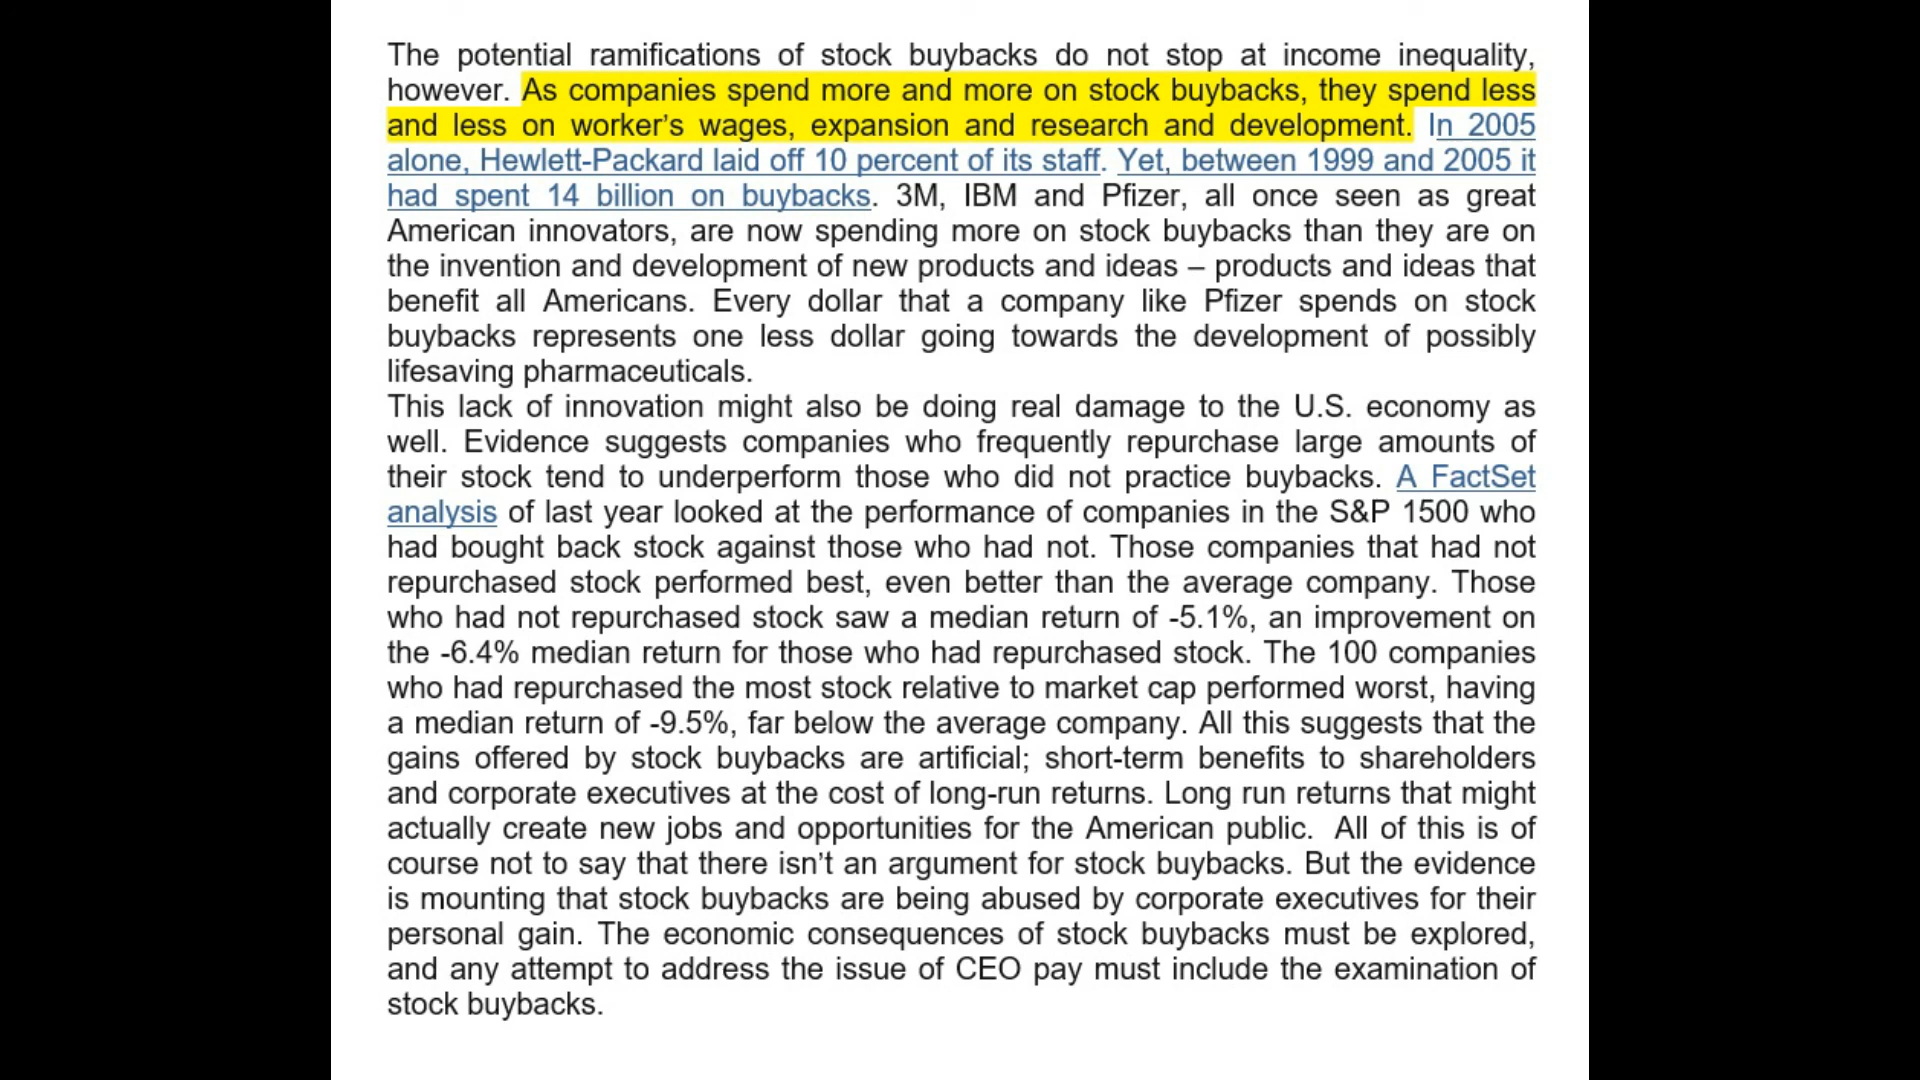 The potential ramifications of stock buybacks do not stop at income inequality,
however. As companies spend more and more on stock buybacks, they spend less
and less on worker’s wages, expansion and research and development. In 2005
alone, Hewlett-Packard laid off 10 percent of its staff. Yet, between 1999 and 2005 it
had spent 14 billion on buybacks. 3M, IBM and Pfizer, all once seen as great
American innovators, are now spending more on stock buybacks than they are on
the invention and development of new products and ideas – products and ideas that
benefit all Americans. Every dollar that a company like Pfizer spends on stock
buybacks represents one less dollar going towards the development of possibly
lifesaving pharmaceuticals.
This lack of innovation might also be doing real damage to the U.S. economy as
well. Evidence suggests companies who frequently repurchase large amounts of
their stock tend to underperform those who did not practice buybacks. A FactSet
analysis of last year looked at the performance of companies in the S&P 1500 who
had bought back stock against those who had not. Those companies that had not
repurchased stock performed best, even better than the average company. Those
who had not repurchased stock saw a median return of -5.1%, an improvement on
the -6.4% median return for those who had repurchased stock. The 100 companies
who had repurchased the most stock relative to market cap performed worst, having
a median return of -9.5%, far below the average company. All this suggests that the
gains offered by stock buybacks are artificial; short-term benefits to shareholders
and corporate executives at the cost of long-run returns. Long run returns that might
actually create new jobs and opportunities for the American public.  All of this is of
course not to say that there isn’t an argument for stock buybacks. But the evidence
is mounting that stock buybacks are being abused by corporate executives for their
personal gain. The economic consequences of stock buybacks must be explored,
and any attempt to address the issue of CEO pay must include the examination of
stock buybacks.